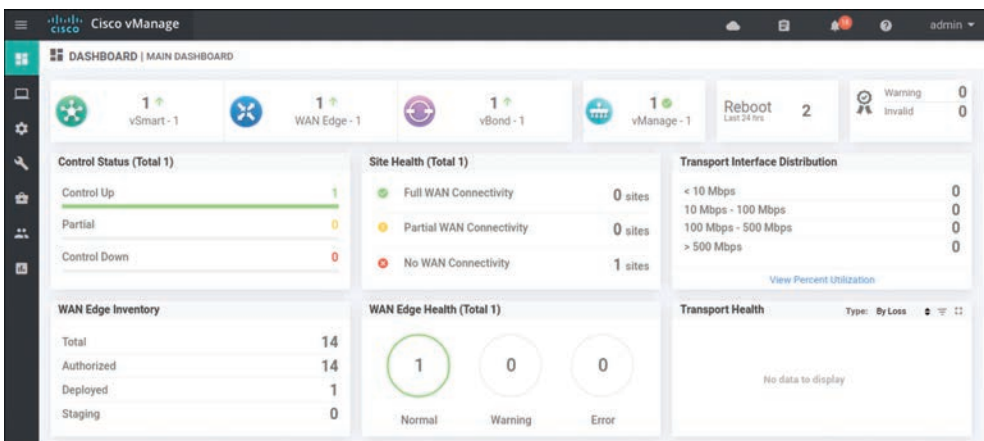 CISCO Cisco vManage admin
DASHBOARD | MAIN DASHBOARD
1
vSmart - 1
1
WAN Edge - 1
1
vBond - 1
1
vManage - 1
Reboot 2
Last 24 hrs
Warning 0
Invalid 0
Control Status (Total 1)
Control Up 1
Partial 0
Control Down 0
Site Health (Total 1)
Full WAN Connectivity 0 sites
Partial WAN Connectivity 0 sites
No WAN Connectivity 1 sites
Transport Interface Distribution
< 10 Mbps 0
10 Mbps - 100 Mbps 0
100 Mbps - 500 Mbps 0
> 500 Mbps 0
View Percent Utilization
WAN Edge Inventory
Total 14
Authorized 14
Deployed 1
Staging 0
WAN Edge Health (Total 1)
1 0 0
Normal Warning Error
Transport Health Type: By Loss
No data to display